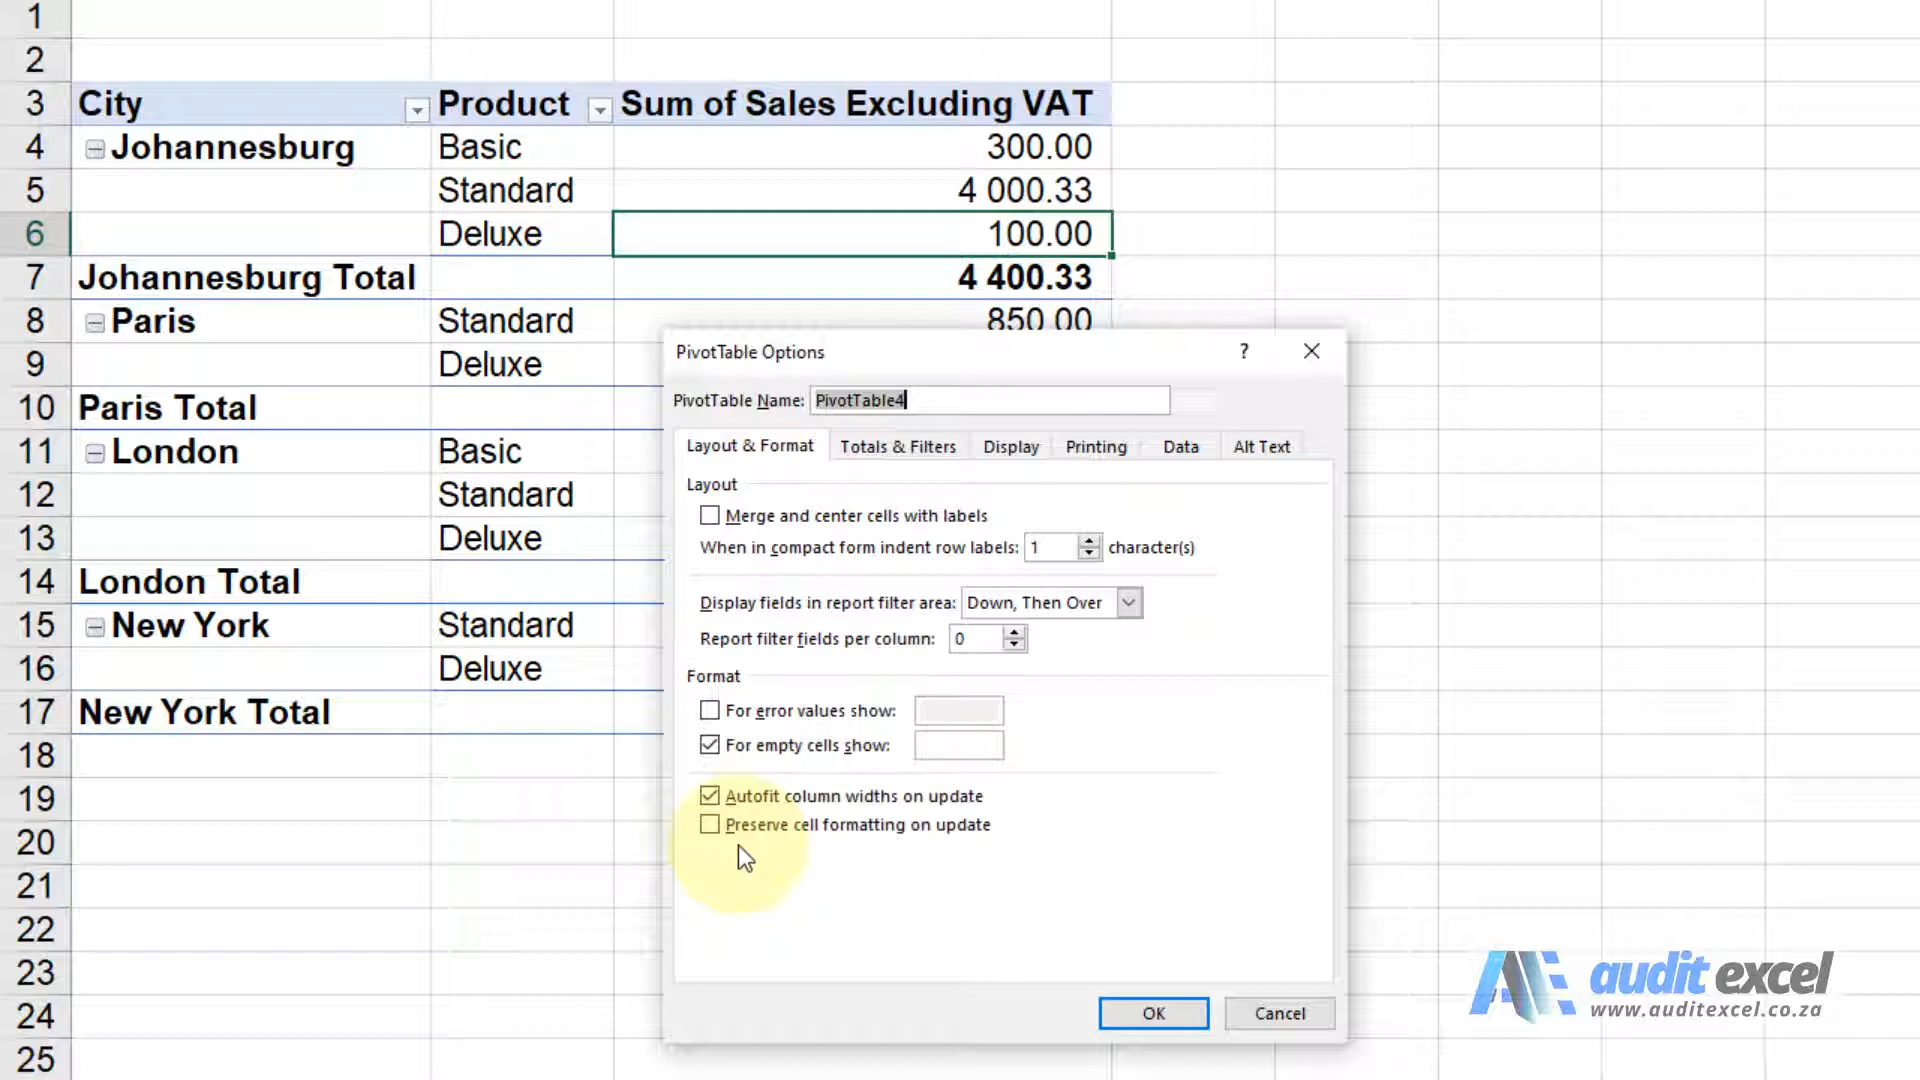 1
2
3 City Product Sum of Sales Excluding VAT
4 Johannesburg Basic 300.00
5 Standard 4 000.33
6 Deluxe 100.00
7 Johannesburg Total 4 400.33
8 Paris Standard 850.00
9 Deluxe
10 Paris Total
11 London Basic
12 Standard
13 Deluxe
14 London Total
15 New York Standard
16 Deluxe
17 New York Total
18
19
20
21
22
23
24
25
PivotTable Options ?
PivotTable Name: PivotTable4
Layout & Format Totals & Filters Display Printing Data Alt Text
Layout
Merge and center cells with labels
When in compact form indent row labels: 1 character(s)
Display fields in report filter area: Down, Then Over
Report filter fields per column: 0
Format
For error values show:
For empty cells show:
Autofit column widths on update
Preserve cell formatting on update
OK Cancel
AE audit excel
www.auditexcel.co.za